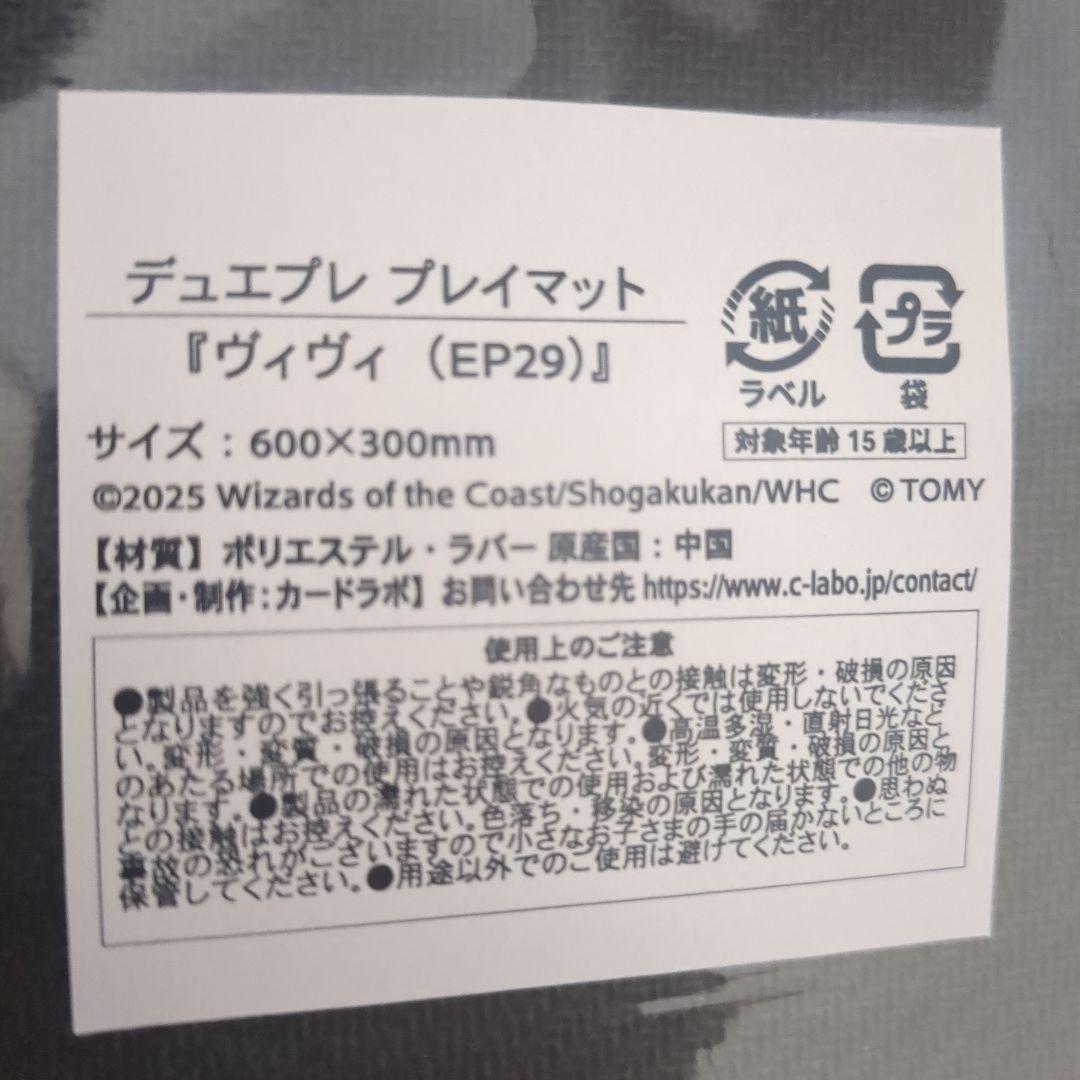 デュエプレ プレイマット
『ヴィヴィ（EP29）』
紙
ラベル
プラ
袋
サイズ：600×300mm
対象年齢 15 歳以上
©2025 Wizards of the Coast/Shogakukan/WHC © TOMY
【材質】ポリエステル・ラバー 原産国：中国
【企画・制作：カードラボ】お問い合わせ先 https://www.c-labo.jp/contact/
使用上のご注意
●製品を強く引っ張ることや鋭角なものとの接触は変形・破損の原因
となりますのでお控えください。●火気の近くでは使用しないでくださ
い。変形・変質・破損の原因となります。●高温多湿・直射日光など
のあたる場所での使用はお控えください。変形・変質・破損の原因と
なります。●製品の濡れた状態での使用および濡れた状態での他の物
との接触はお控えください。色落ち・移染の原因となります。●思わぬ
事故の恐れがございますので小さなお子さまの手の届かないところに
保管してください。●用途以外でのご使用は避けてください。